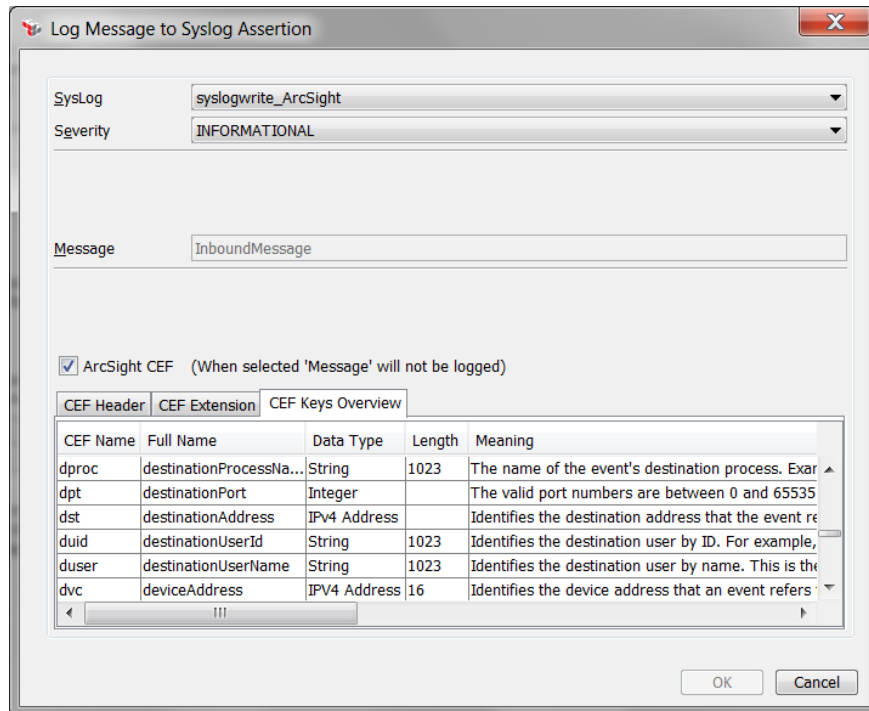 Log Message to Syslog Assertion
SysLog syslogwrite_ArcSight
Severity INFORMATIONAL
Message InboundMessage
ArcSight CEF (When selected 'Message' will not be logged)
CEF Header CEF Extension CEF Keys Overview
CEF Name Full Name Data Type Length Meaning
dproc destinationProcessNa... String 1023 The name of the event's destination process. Exar
dpt destinationPort Integer The valid port numbers are between 0 and 65535
dst destinationAddress IPv4 Address Identifies the destination address that the event re
duid destinationUserId String 1023 Identifies the destination user by ID. For example,
duser destinationUserName String 1023 Identifies the destination user by name. This is the
dvc deviceAddress IPV4 Address 16 Identifies the device address that an event refers
OK Cancel